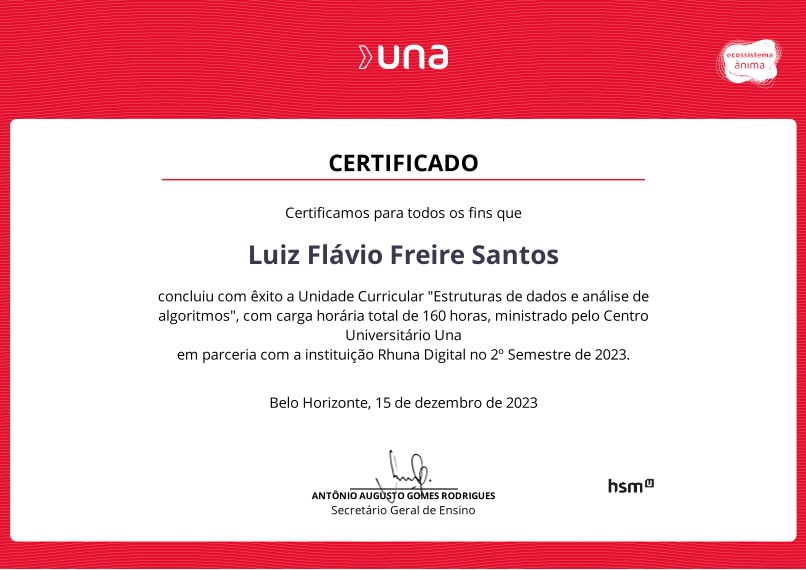 una
ecossistema
ânima
CERTIFICADO
Certificamos para todos os fins que
Luiz Flávio Freire Santos
concluiu com êxito a Unidade Curricular "Estruturas de dados e análise de
algoritmos", com carga horária total de 160 horas, ministrado pelo Centro
Universitário Una
em parceria com a instituição Rhuna Digital no 2º Semestre de 2023.
Belo Horizonte, 15 de dezembro de 2023
ANTÔNIO AUGUSTO GOMES RODRIGUES
Secretário Geral de Ensino
hsm U